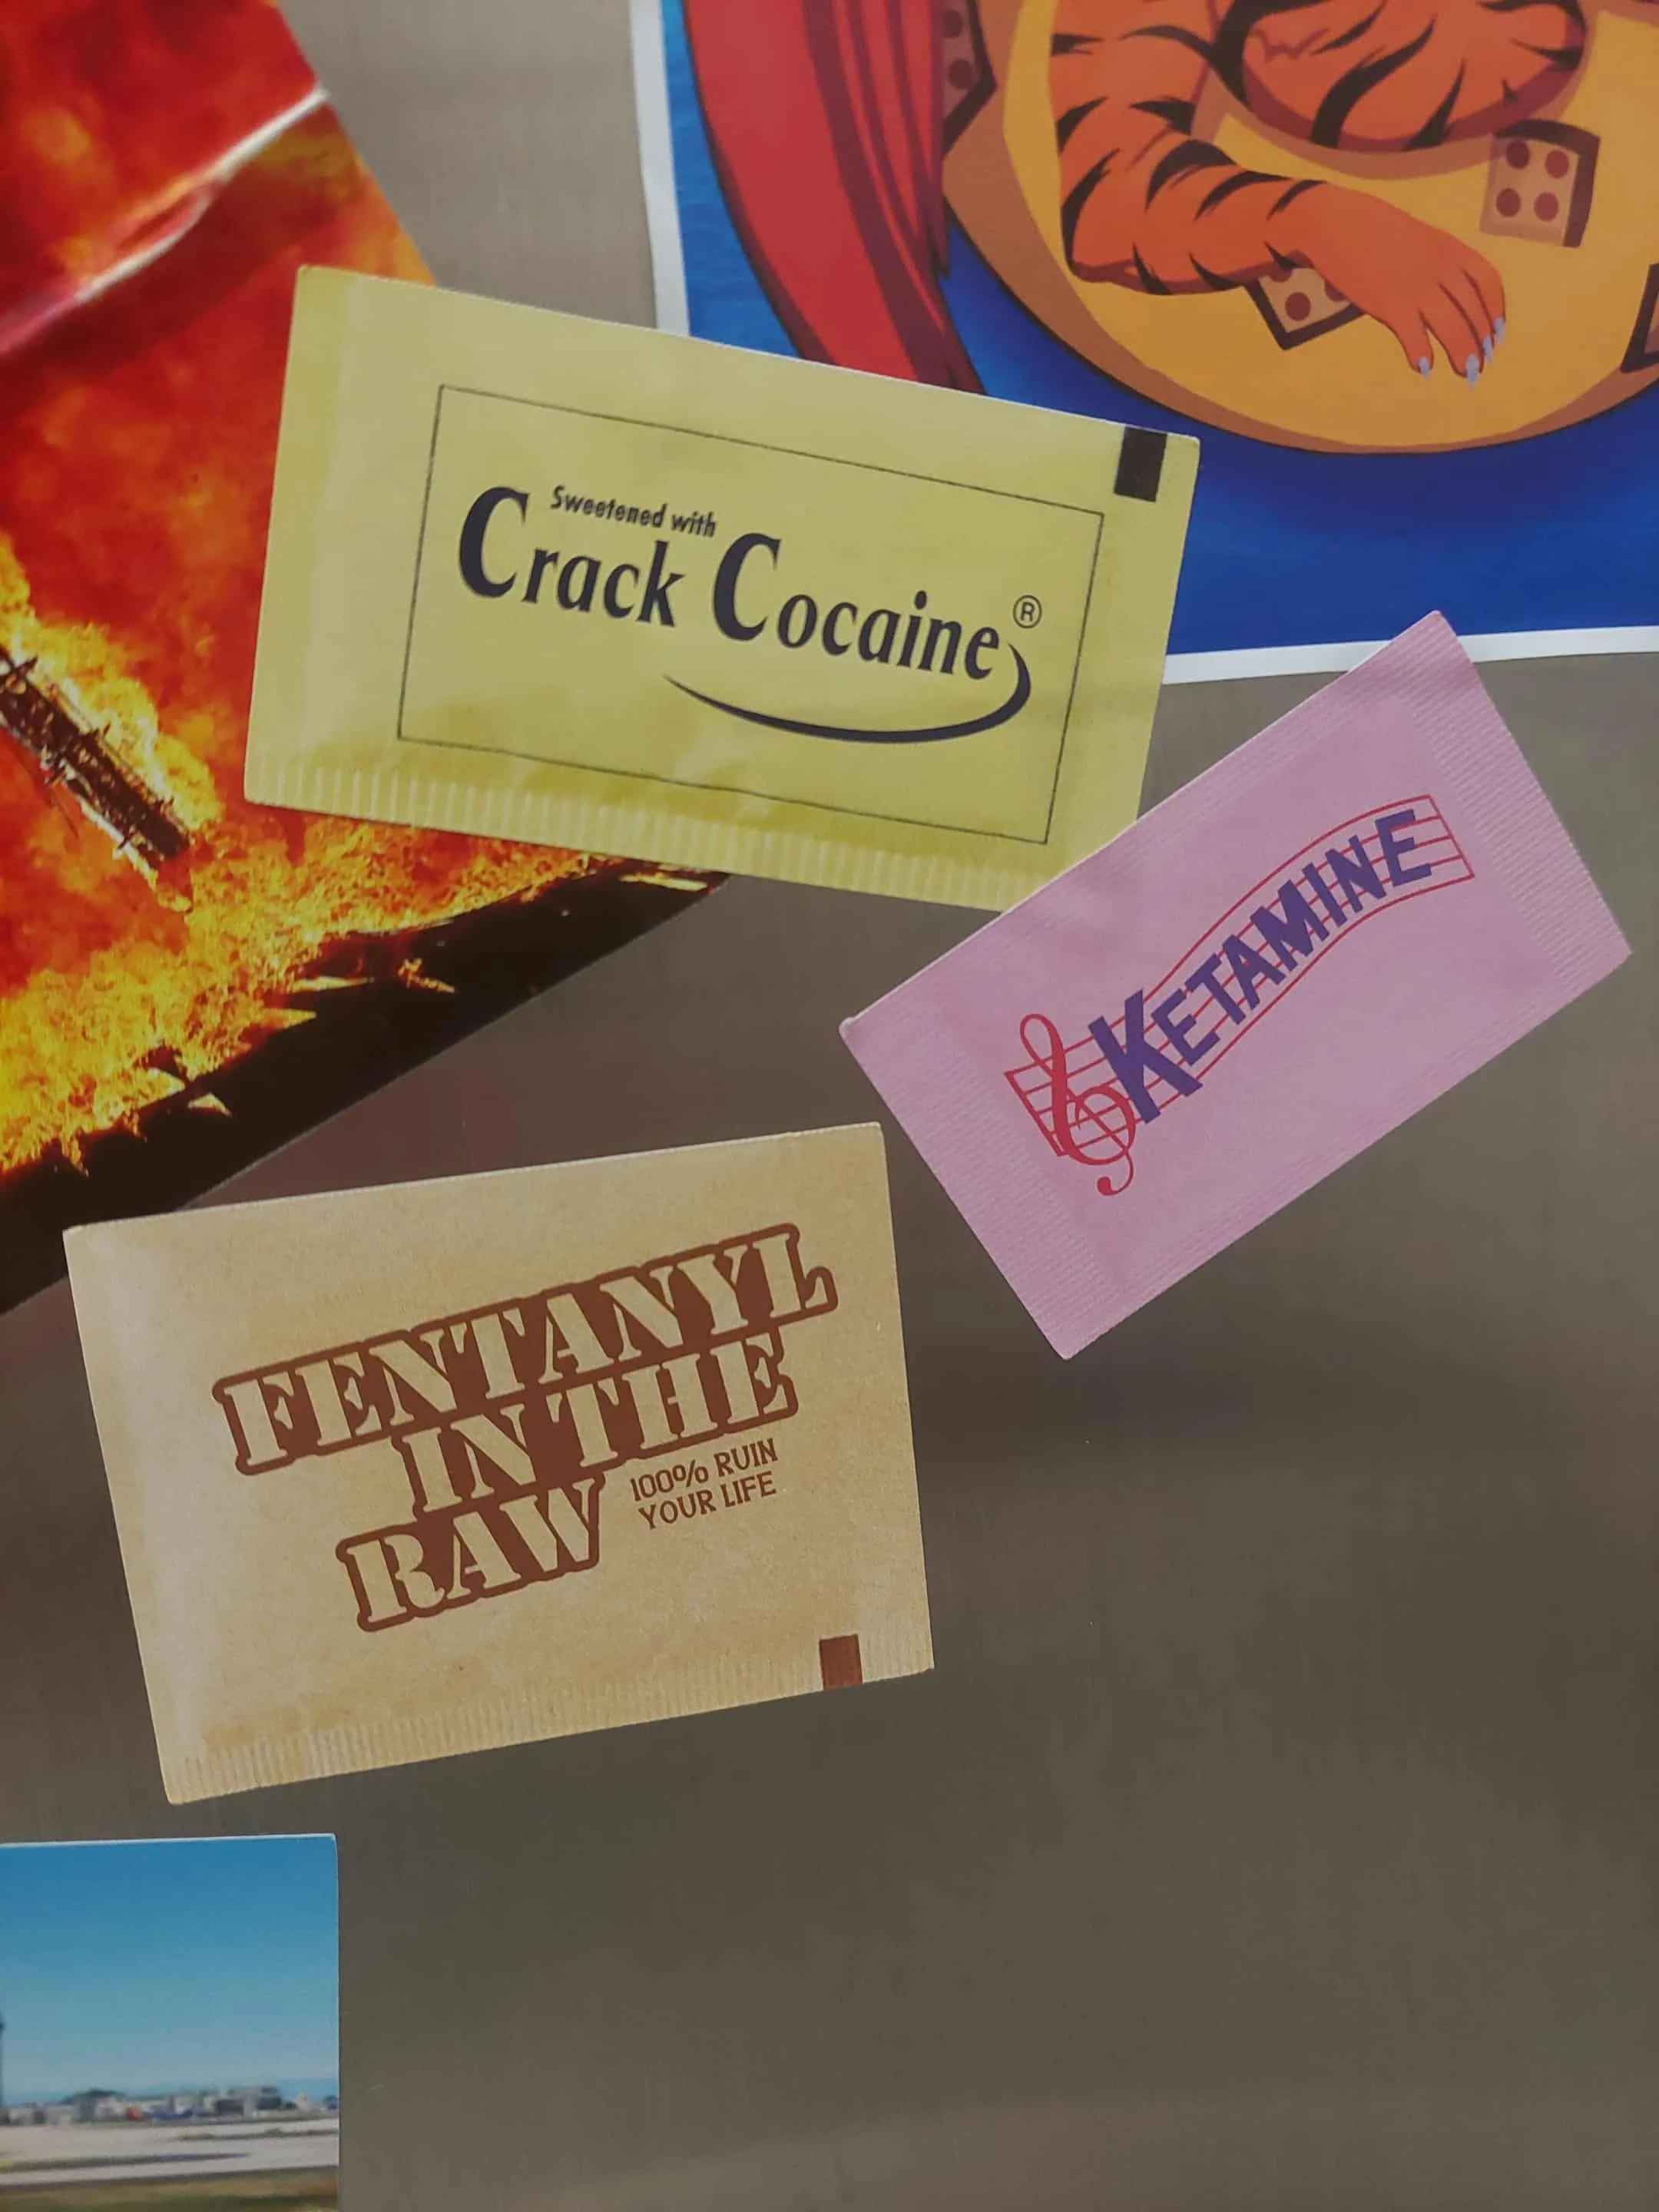 Sweetened with
Crack Cocaine®
KETAMINE
FENTANYL
IN THE
RAW
100% RUIN
YOUR LIFE